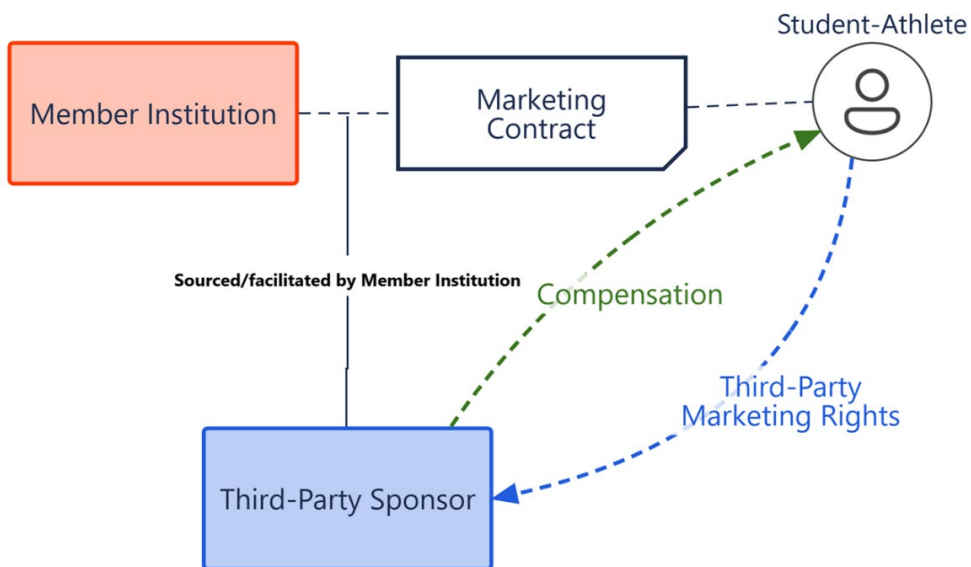 Student-Athlete
Member Institution
Marketing
Contract
Sourced/facilitated by Member Institution
Compensation
Third-Party
Marketing Rights
Third-Party Sponsor